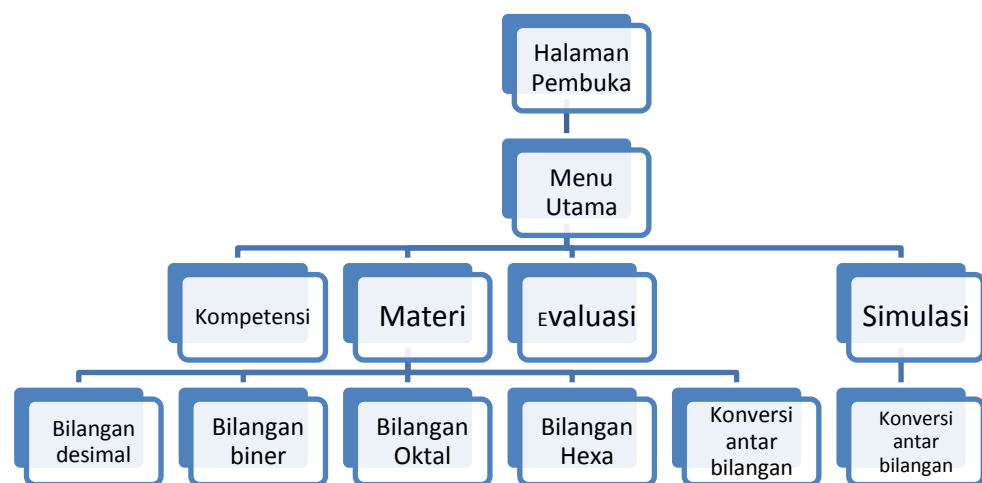 Halaman
Pembuka
Menu
Utama
Kompetensi
Materi
Evaluasi
Simulasi
Bilangan
desimal
Bilangan
biner
Bilangan
Oktal
Bilangan
Hexa
Konversi
antar
bilangan
Konversi
antar
bilangan